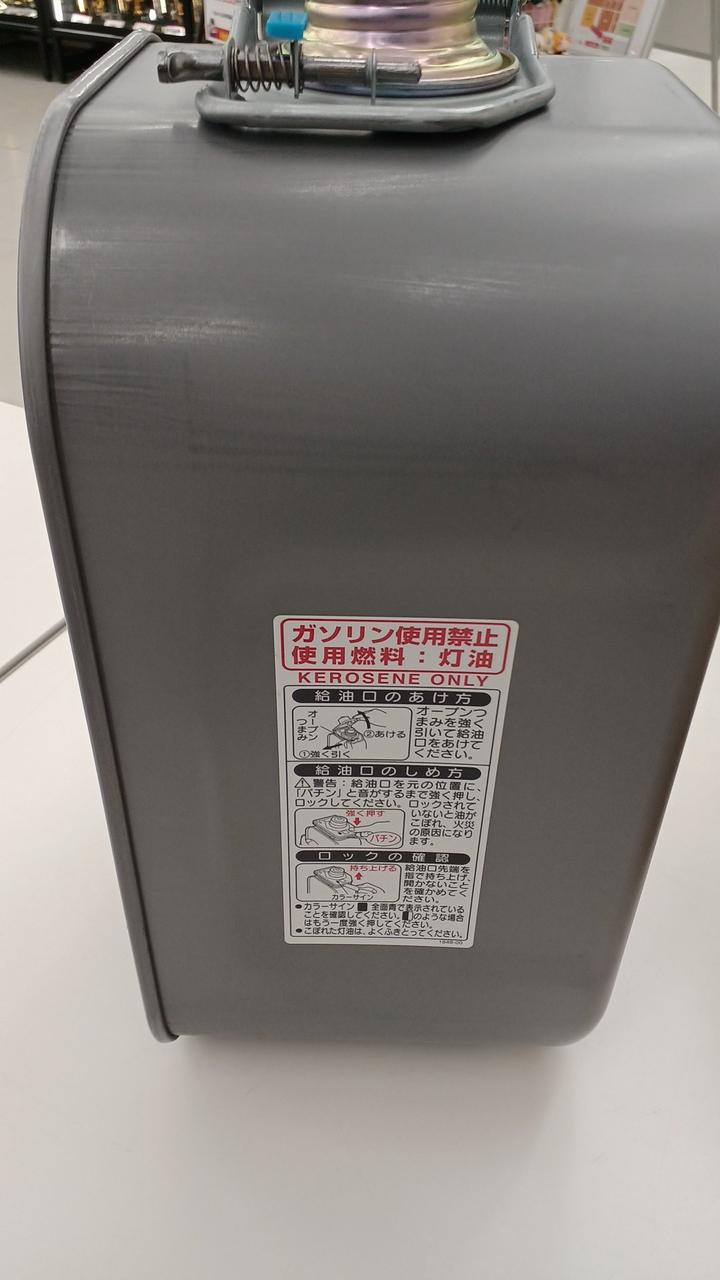 ガソリン使用禁止
使用燃料：灯油
KEROSENE ONLY
給油口のあけ方
オープン
つまみ
②あける
①強く引く
オープンつ
まみを強く
引いて給油
口をあけて
ください。
給油口のしめ方
⚠警告：給油口を元の位置に、
「パチン」と音がするまで強く押し、
ロックしてください。ロックされて
いないと油が
こぼれ、火災
の原因になり
ます。
強く押す
パチン
ロックの確認
持ち上げる
カラーサイン
給油口先端を
指で持ち上げ、
開かないこと
を確かめてく
ださい。
●カラーサイン■全面青で表示されている
ことを確認してください。のような場合
はもう一度強く押してください。
●こぼれた灯油は、よくふきとってください。